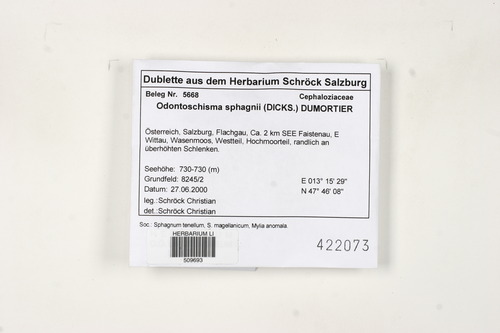 Dublette aus dem Herbarium Schröck Salzburg
Beleg Nr. 5668 Cephaloziaceae
Odontoschisma sphagnii (DICKS.) DUMORTIER
Österreich, Salzburg, Flachgau, Ca. 2 km SEE Faistenau, E
Wittau, Wasenmoos, Westteil, Hochmoorteil, randlich an
überhöhten Schlenken.
Seehöhe: 730-730 (m)
Grundfeld: 8245/2 E 013° 15' 29"
Datum: 27.06.2000 N 47° 46' 08"
leg.: Schröck Christian
det.: Schröck Christian
Soc.: Sphagnum tenellum, S. magellanicum, Mylia anomala.
HERBARIUM LI
509693
422073